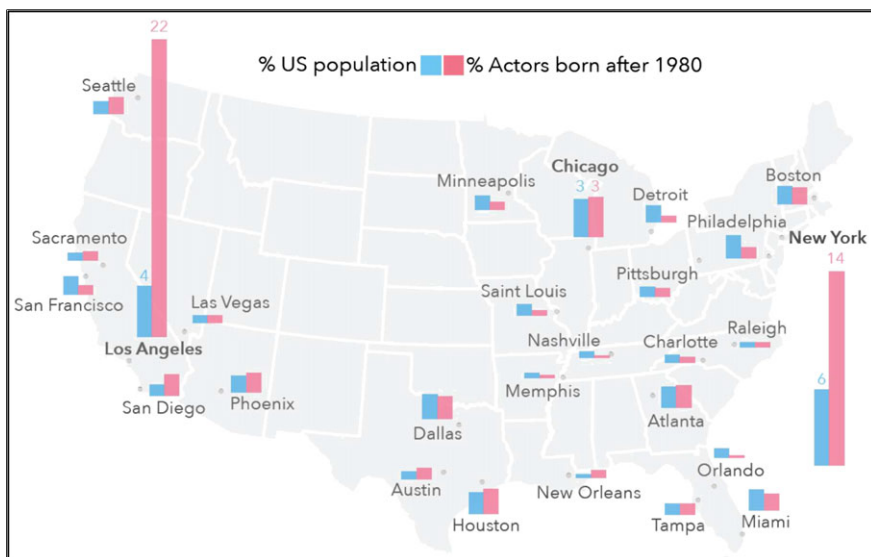 22
% US population % Actors born after 1980
Seattle
Chicago
Minneapolis
3 3
Detroit
Boston
Philadelphia
New York
14
Sacramento
4
San Francisco
Las Vegas
Saint Louis
Pittsburgh
Los Angeles
Nashville
Charlotte
Raleigh
6
San Diego
Phoenix
Memphis
Atlanta
Dallas
Orlando
Austin
New Orleans
Houston
Tampa
Miami